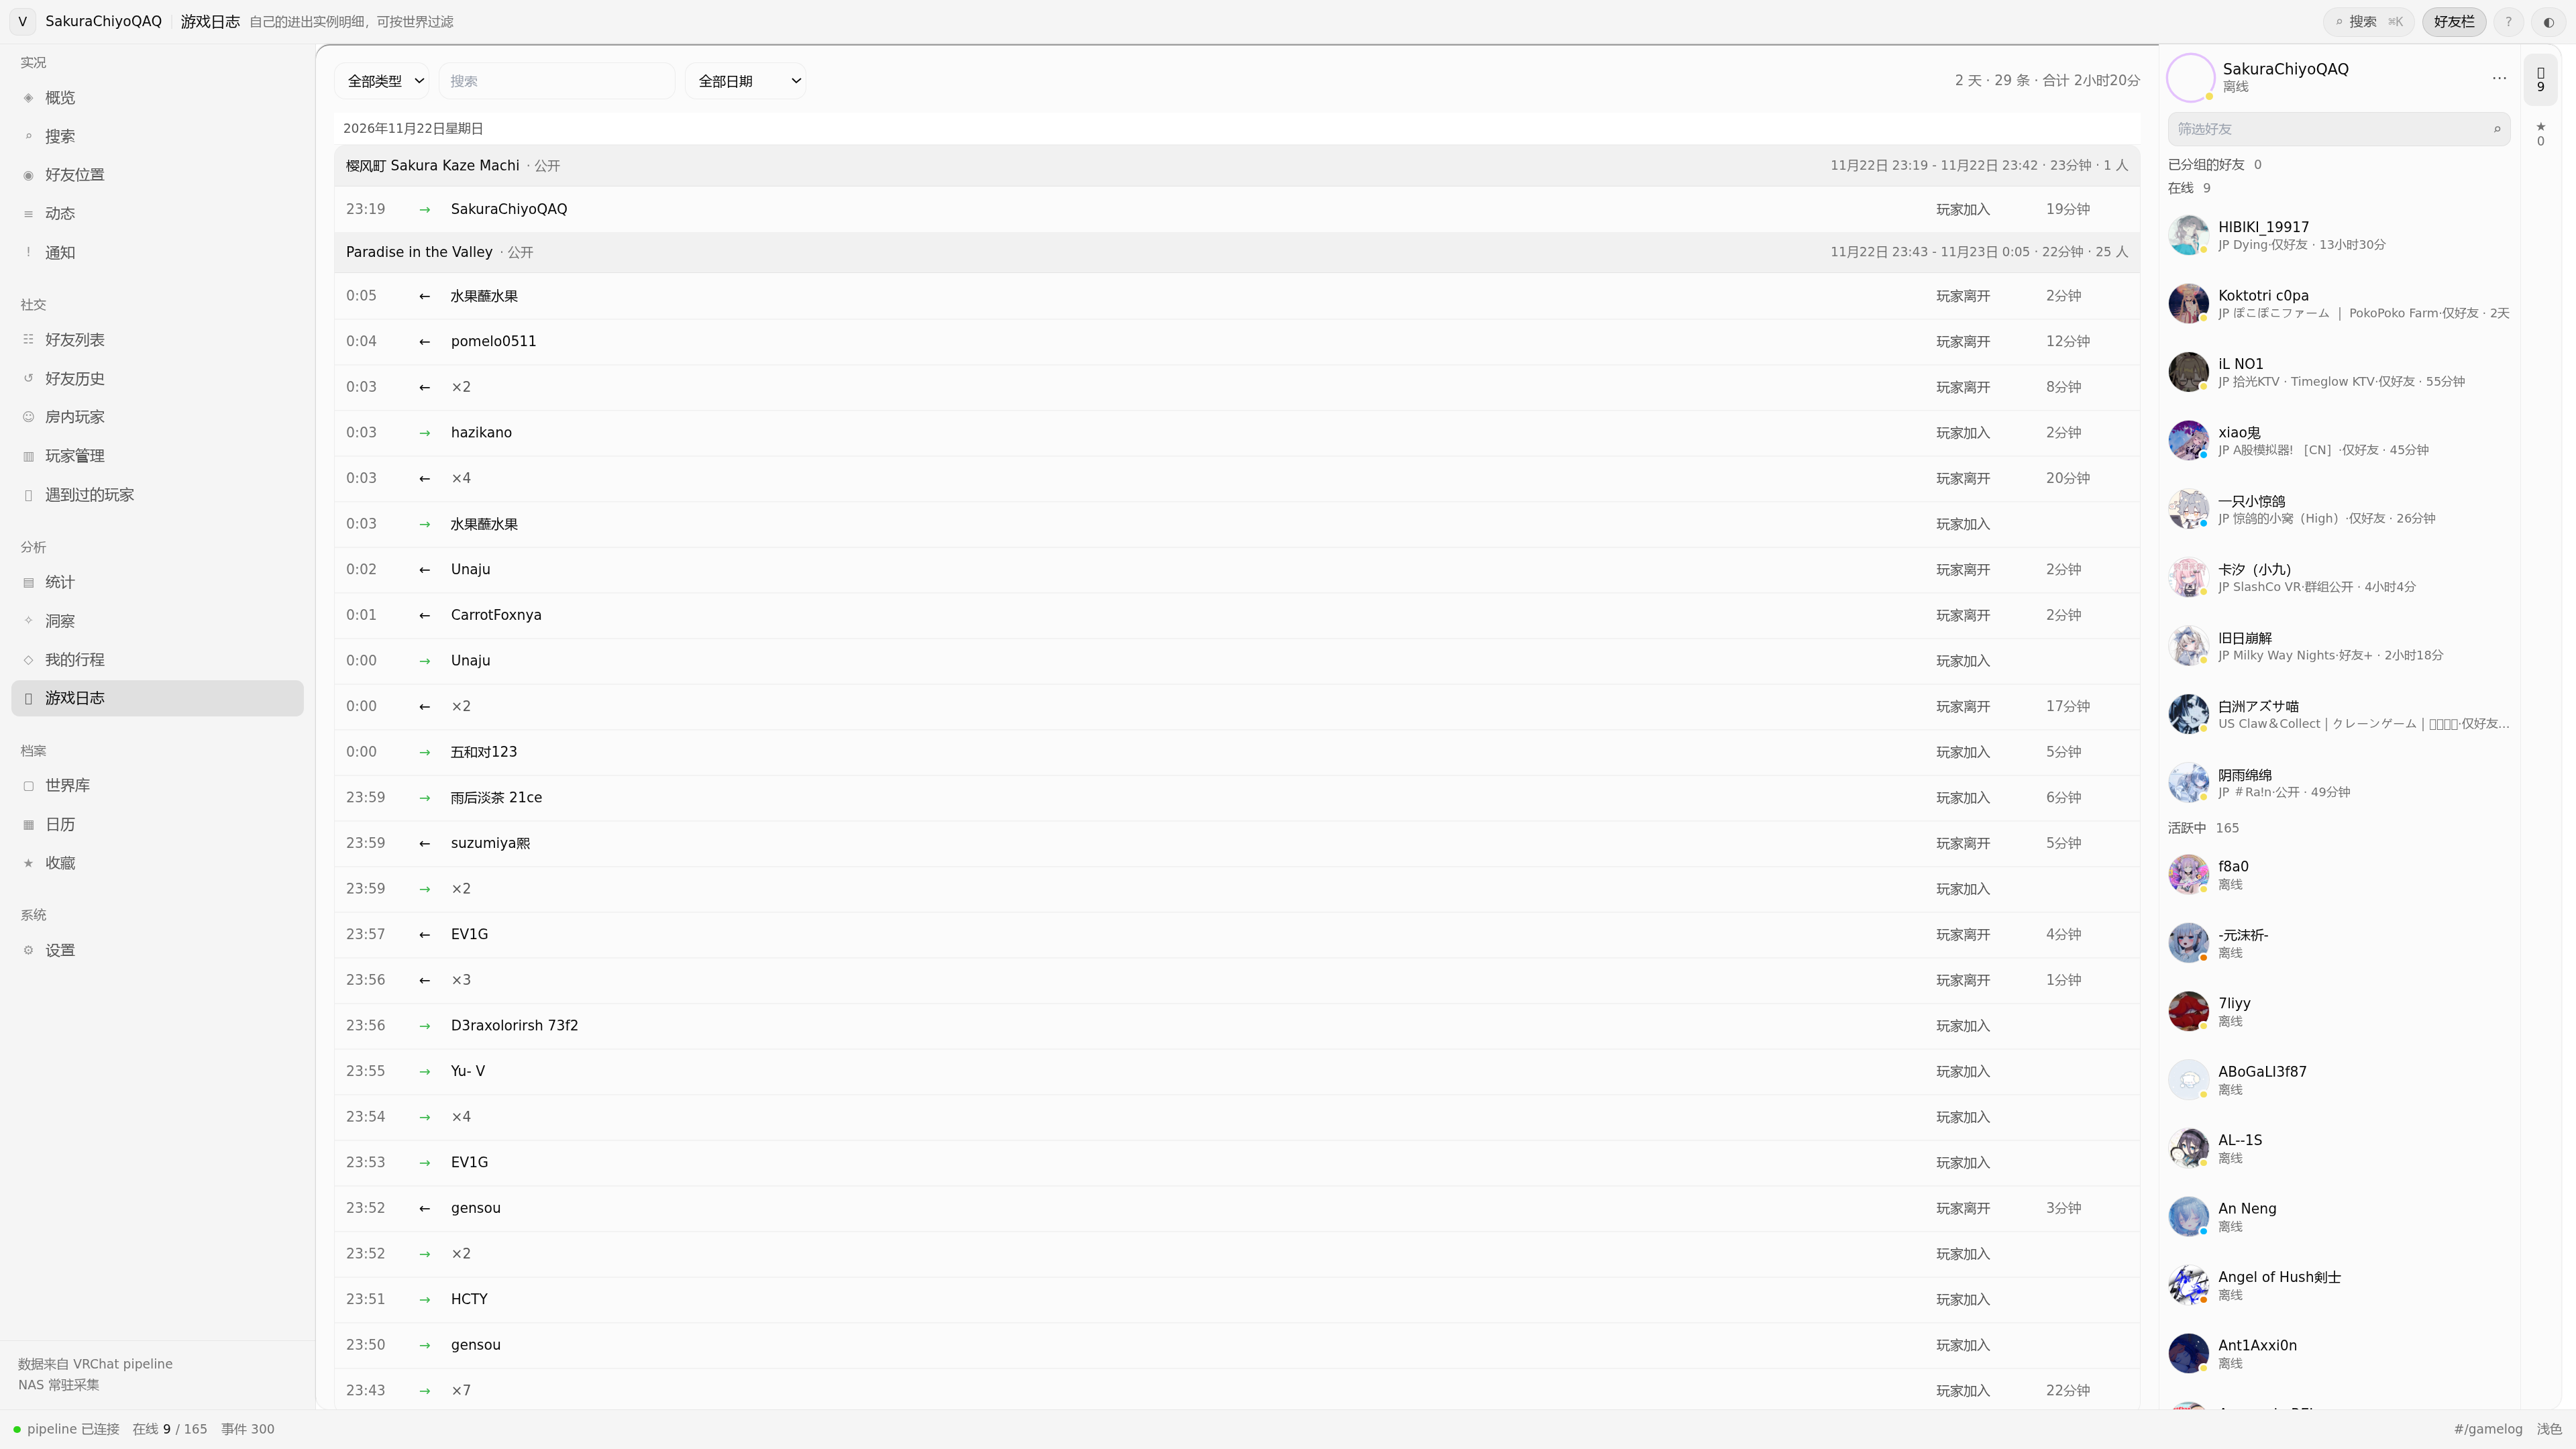 V SakuraChiyoQAQ 游戏日志 自己的进出实例明细，可按世界过滤
搜索 ⌘K 好友栏 ?
实况
概览
搜索
好友位置
动态
通知
社交
好友列表
好友历史
房内玩家
玩家管理
遇到过的玩家
分析
统计
洞察
我的行程
游戏日志
档案
世界库
日历
收藏
系统
设置
数据来自 VRChat pipeline
NAS 常驻采集
全部类型 搜索 全部日期 2 天 · 29 条 · 合计 2小时20分
2026年11月22日星期日
樱风町 Sakura Kaze Machi · 公开 11月22日 23:19 - 11月22日 23:42 · 23分钟 · 1 人
23:19 → SakuraChiyoQAQ 玩家加入 19分钟
Paradise in the Valley · 公开 11月22日 23:43 - 11月23日 0:05 · 22分钟 · 25 人
0:05 ← 水果蘸水果 玩家离开 2分钟
0:04 ← pomelo0511 玩家离开 12分钟
0:03 ← ×2 玩家离开 8分钟
0:03 → hazikano 玩家加入 2分钟
0:03 ← ×4 玩家离开 20分钟
0:03 → 水果蘸水果 玩家加入
0:02 ← Unaju 玩家离开 2分钟
0:01 ← CarrotFoxnya 玩家离开 2分钟
0:00 → Unaju 玩家加入
0:00 ← ×2 玩家离开 17分钟
0:00 → 五和对123 玩家加入 5分钟
23:59 → 雨后淡茶 21ce 玩家加入 6分钟
23:59 ← suzumiya熙 玩家离开 5分钟
23:59 → ×2 玩家加入
23:57 ← EV1G 玩家离开 4分钟
23:56 ← ×3 玩家离开 1分钟
23:56 → D3raxolorirsh 73f2 玩家加入
23:55 → Yu- V 玩家加入
23:54 → ×4 玩家加入
23:53 → EV1G 玩家加入
23:52 ← gensou 玩家离开 3分钟
23:52 → ×2 玩家加入
23:51 → HCTY 玩家加入
23:50 → gensou 玩家加入
23:43 → ×7 玩家加入 22分钟
SakuraChiyoQAQ ...
离线
9
★
0
筛选好友
已分组的好友 0
在线 9
HIBIKI_19917
JP Dying·仅好友 · 13小时30分
Koktotri c0pa
JP ぽこぽこファーム ｜ PokoPoko Farm·仅好友 · 2天
iL NO1
JP 拾光KTV · Timeglow KTV·仅好友 · 55分钟
xiao鬼
JP A股模拟器! ［CN］·仅好友 · 45分钟
一只小惊鸽
JP 惊鸽的小窝（High）·仅好友 · 26分钟
卡汐（小九）
JP SlashCo VR·群组公开 · 4小时4分
旧日崩解
JP Milky Way Nights·好友+ · 2小时18分
白洲アズサ喵
US Claw＆Collect | クレーンゲーム | ▯▯▯▯·仅好友...
阴雨绵绵
JP ＃Ra!n·公开 · 49分钟
活跃中 165
f8a0
离线
-元沫祈-
离线
7liyy
离线
ABoGaLI3f87
离线
AL--1S
离线
An Neng
离线
Angel of Hush剣士
离线
Ant1Axxi0n
离线
pipeline 已连接 在线 9 / 165 事件 300
#/gamelog 浅色